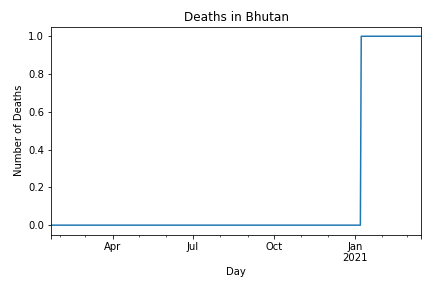 Deaths in Bhutan
Number of Deaths
1.0
0.8
0.6
0.4
0.2
0.0
Apr
Jul
Oct
Jan
2021
Day